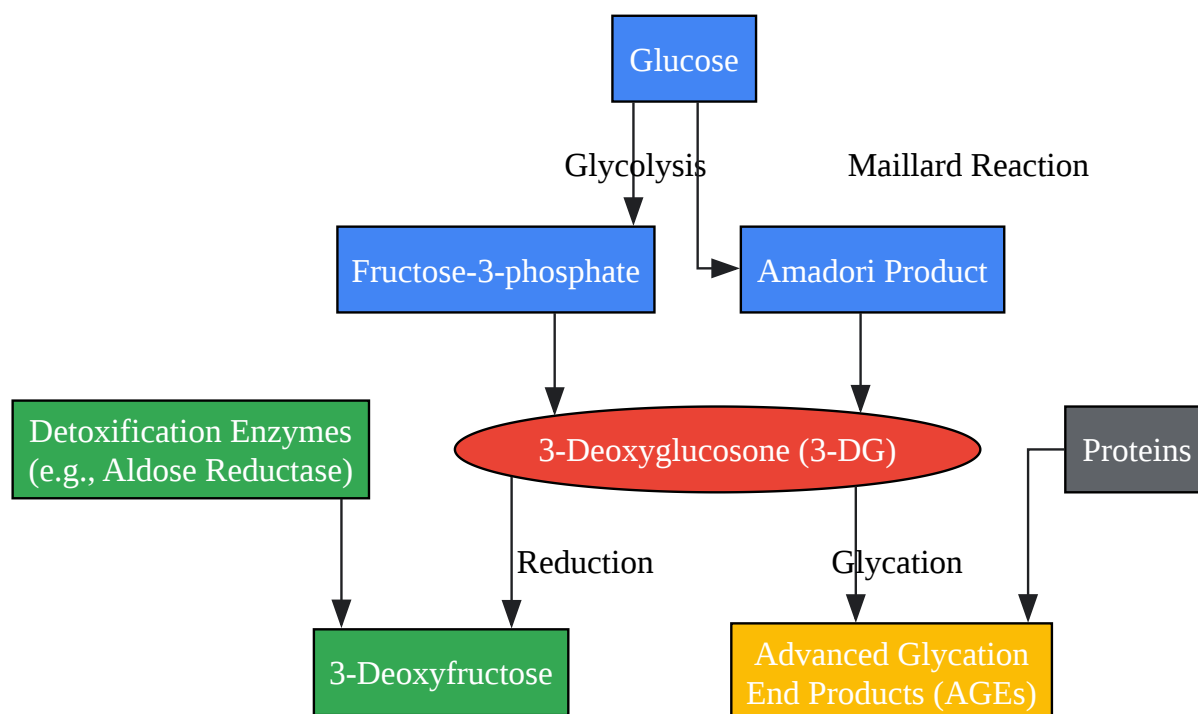 Glucose
Glycolysis
Maillard Reaction
Fructose-3-phosphate
Amadori Product
Detoxification Enzymes
(e.g., Aldose Reductase)
3-Deoxyglucosone (3-DG)
Proteins
Reduction
Glycation
3-Deoxyfructose
Advanced Glycation
End Products (AGEs)